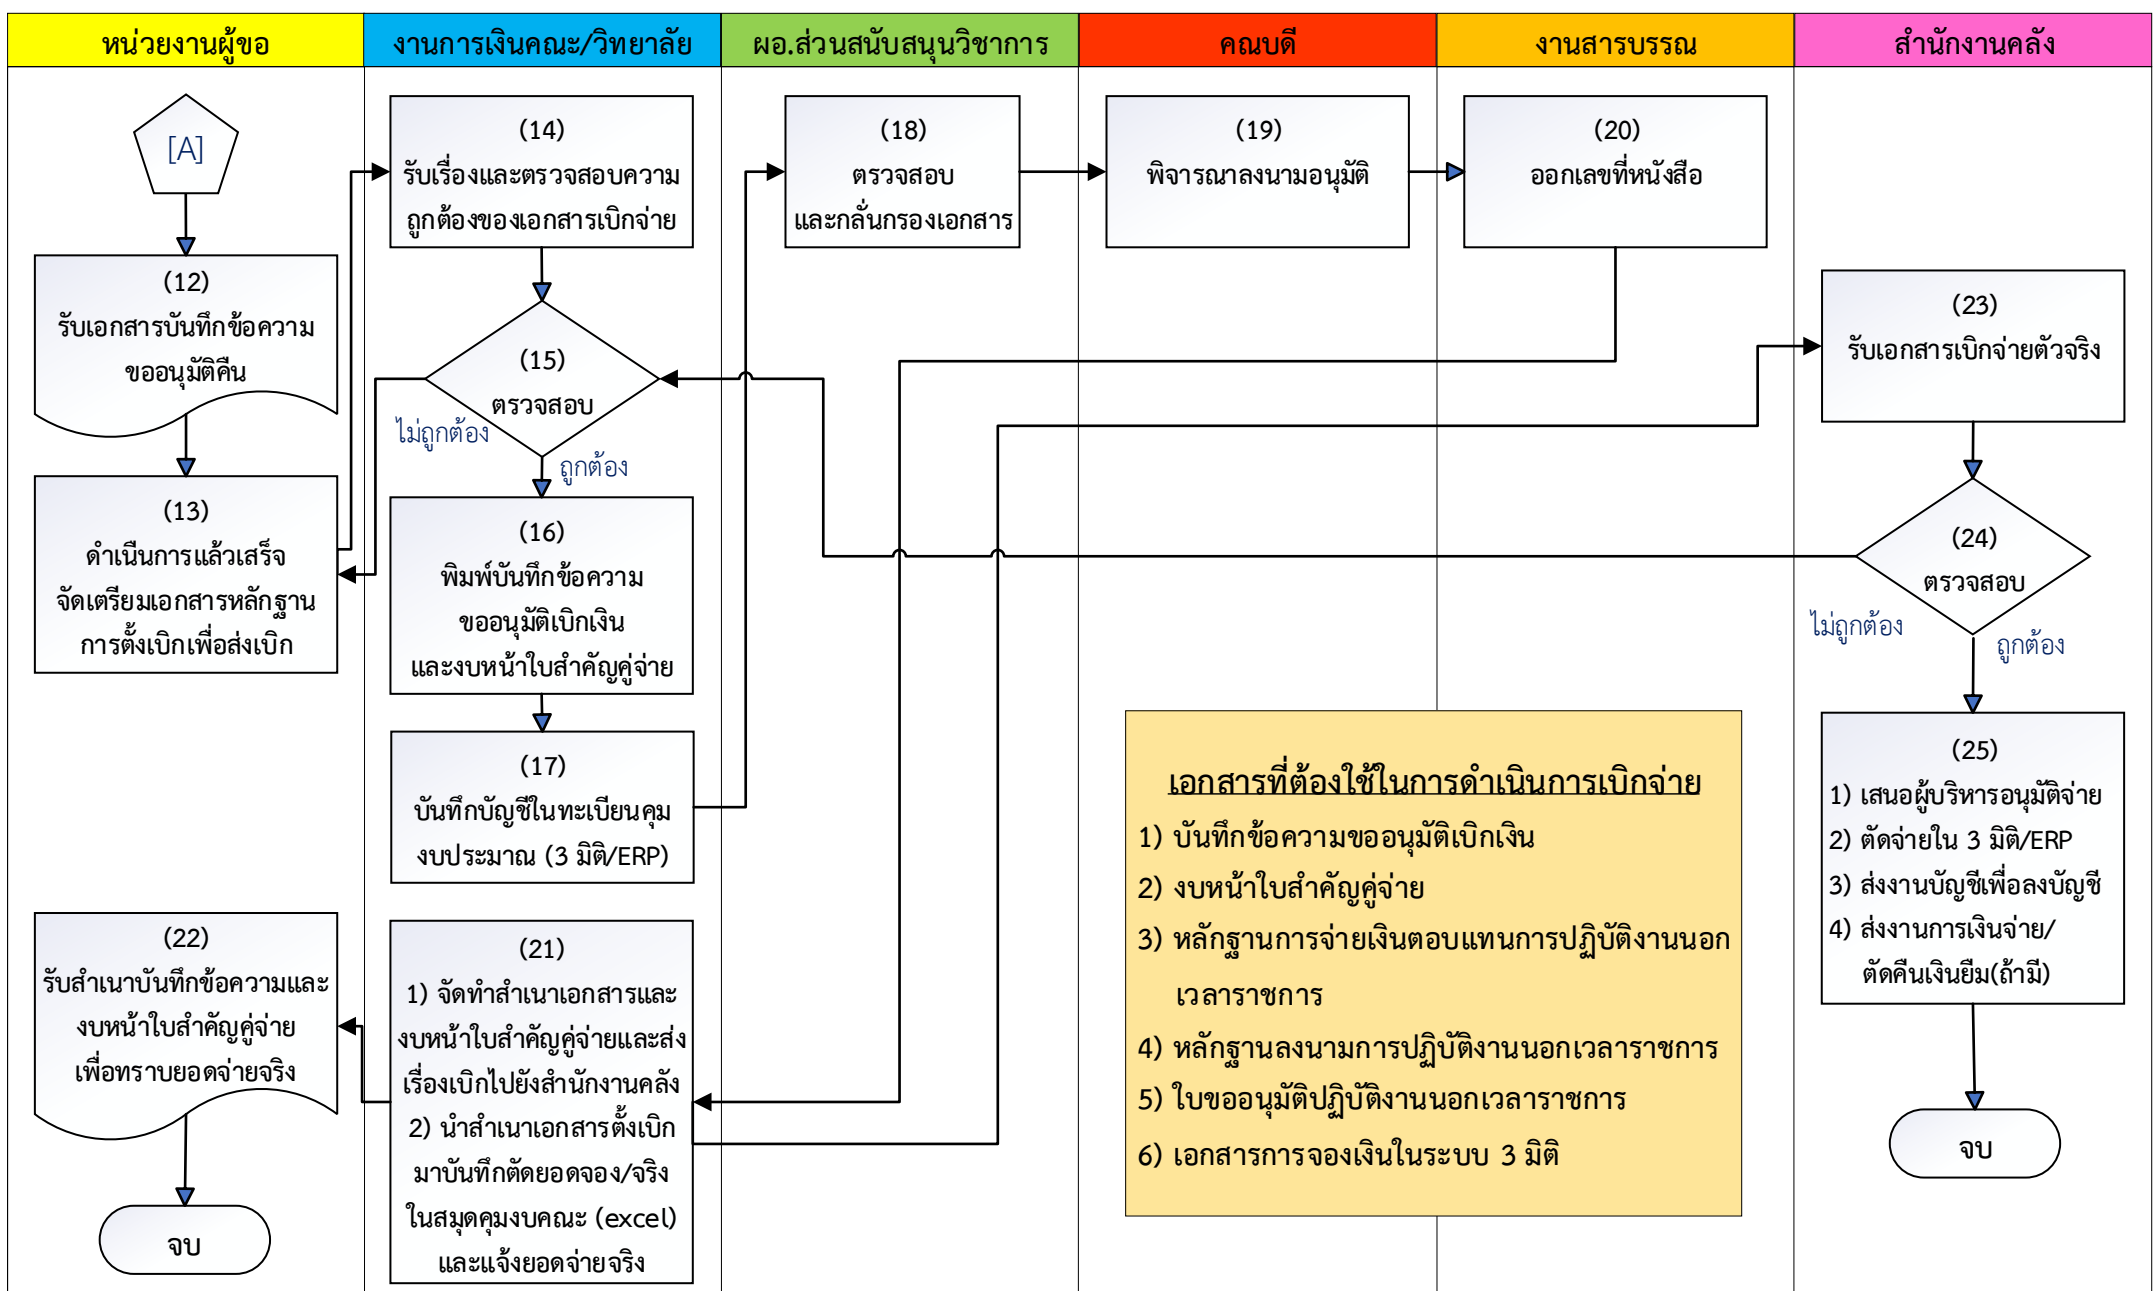 หน่วยงานผู้ขอ
งานการเงินคณะ/วิทยาลัย
ผอ.ส่วนสนับสนุนวิชาการ
คณบดี
งานสารบรรณ
สำนักงานคลัง
[A]
(12)
รับเอกสารบันทึกข้อความ
ขออนุมัติคืน
(13)
ดำเนินการแล้วเสร็จ
จัดเตรียมเอกสารหลักฐาน
การตั้งเบิกเพื่อส่งเบิก
(14)
รับเรื่องและตรวจสอบความ
ถูกต้องของเอกสารเบิกจ่าย
(15)
ตรวจสอบ
ไม่ถูกต้อง
ถูกต้อง
(16)
พิมพ์บันทึกข้อความ
ขออนุมัติเบิกเงิน
และงบหน้าใบสำคัญคู่จ่าย
(17)
บันทึกบัญชีในทะเบียนคุม
งบประมาณ (3 มิติ/ERP)
(18)
ตรวจสอบ
และกลั่นกรองเอกสาร
(19)
พิจารณาลงนามอนุมัติ
(20)
ออกเลขที่หนังสือ
(21)
1) จัดทำสำเนาเอกสารและ
งบหน้าใบสำคัญคู่จ่ายและส่ง
เรื่องเบิกไปยังสำนักงานคลัง
2) นำสำเนาเอกสารตั้งเบิก
มาบันทึกตัดยอดจอง/จริง
ในสมุดคุมงบคณะ (excel)
และแจ้งยอดจ่ายจริง
(22)
รับสำเนาบันทึกข้อความและ
งบหน้าใบสำคัญคู่จ่าย
เพื่อทราบยอดจ่ายจริง
จบ
(23)
รับเอกสารเบิกจ่ายตัวจริง
(24)
ตรวจสอบ
ไม่ถูกต้อง
ถูกต้อง
(25)
1) เสนอผู้บริหารอนุมัติจ่าย
2) ตัดจ่ายใน 3 มิติ/ERP
3) ส่งงานบัญชีเพื่อลงบัญชี
4) ส่งงานการเงินจ่าย/
ตัดคืนเงินยืม(ถ้ามี)
จบ
เอกสารที่ต้องใช้ในการดำเนินการเบิกจ่าย
1) บันทึกข้อความขออนุมัติเบิกเงิน
2) งบหน้าใบสำคัญคู่จ่าย
3) หลักฐานการจ่ายเงินตอบแทนการปฏิบัติงานนอก
เวลาราชการ
4) หลักฐานลงนามการปฏิบัติงานนอกเวลาราชการ
5) ใบขออนุมัติปฏิบัติงานนอกเวลาราชการ
6) เอกสารการจองเงินในระบบ 3 มิติ